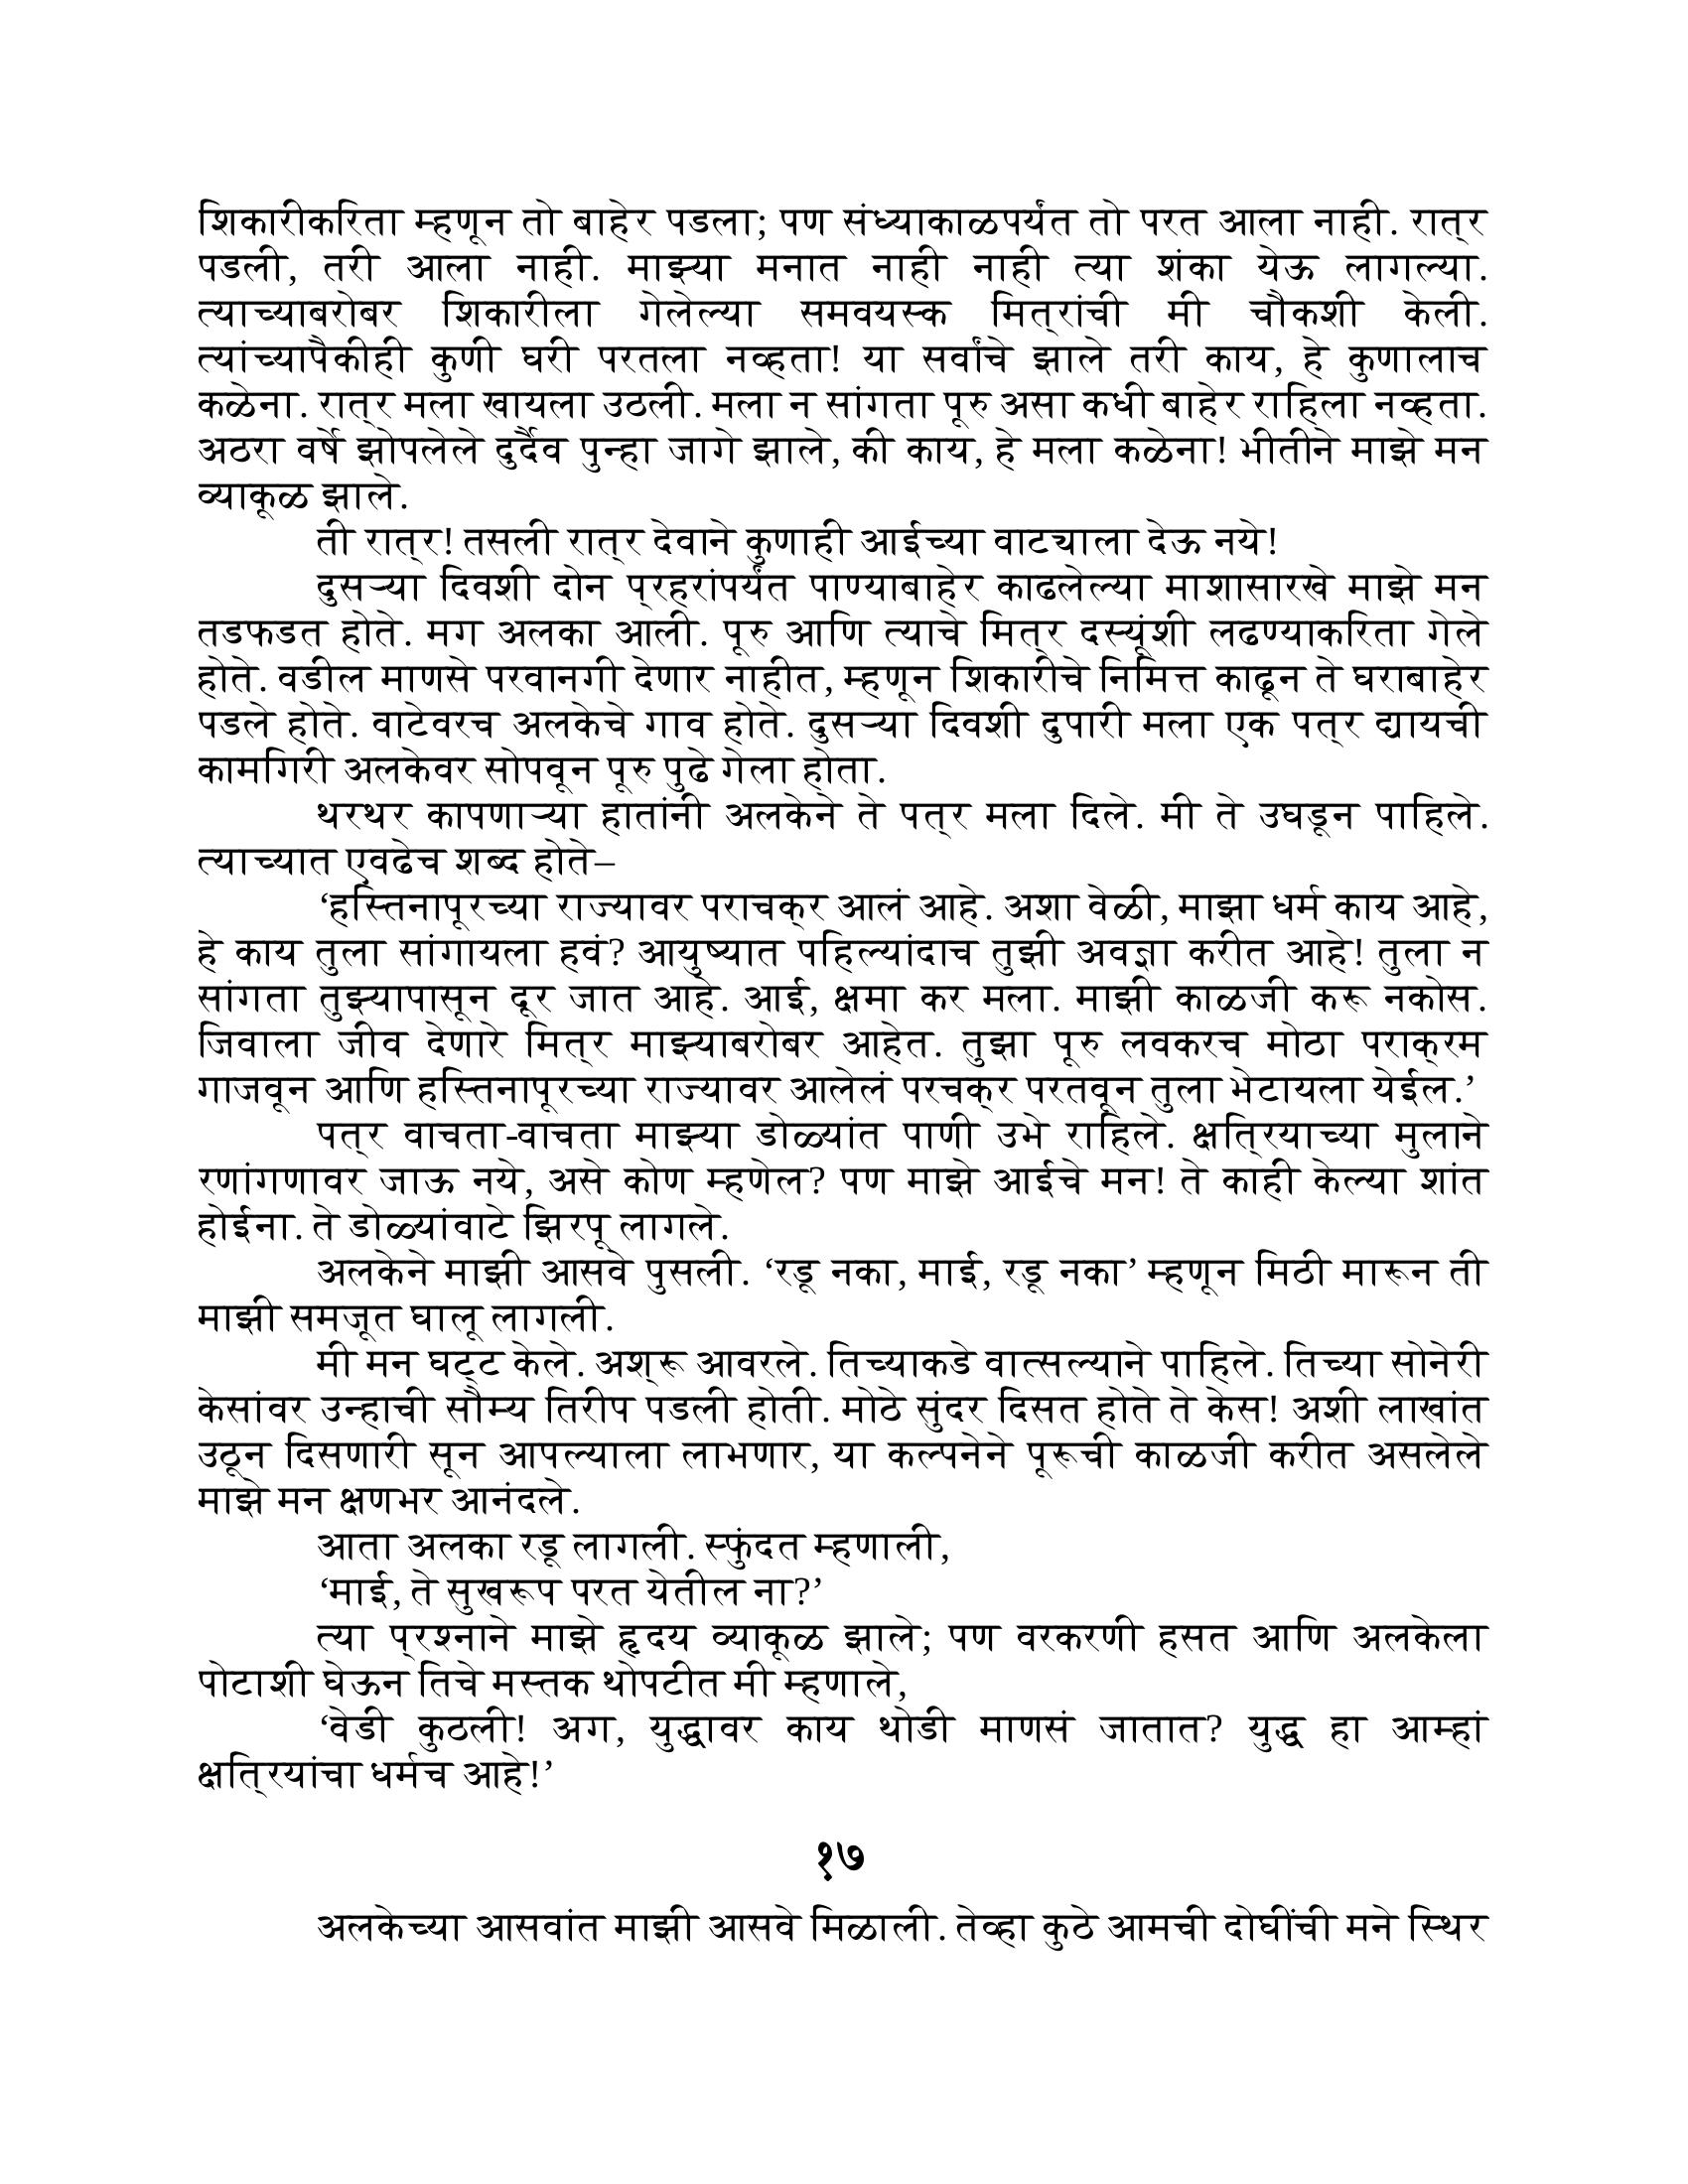 शिकारीकरिता म्हणून तो बाहेर पडला; पण संध्याकाळपर्यंत तो परत आला नाही. रात्र
पडली, तरी आला नाही. माझ्या मनात नाही नाही त्या शंका येऊ लागल्या.
त्याच्याबरोबर शिकारीला गेलेल्या समवयस्क मित्रांची मी चौकशी केली.
त्यांच्यापैकीही कुणी घरी परतला नव्हता! या सर्वांचे झाले तरी काय, हे कुणालाच
कळेना. रात्र मला खायला उठली. मला न सांगता पूरु असा कधी बाहेर राहिला नव्हता.
अठरा वर्षे झोपलेले दुर्दैव पुन्हा जागे झाले, की काय, हे मला कळेना! भीतीने माझे मन
व्याकूळ झाले.
ती रात्र! तसली रात्र देवाने कुणाही आईच्या वाट्याला देऊ नये!
दुसऱ्या दिवशी दोन प्रहरांपर्यंत पाण्याबाहेर काढलेल्या माशासारखे माझे मन
तडफडत होते. मग अलका आली. पूरु आणि त्याचे मित्र दस्यूंशी लढण्याकरिता गेले
होते. वडील माणसे परवानगी देणार नाहीत, म्हणून शिकारीचे निमित्त काढून ते घराबाहेर
पडले होते. वाटेवरच अलकेचे गाव होते. दुसऱ्या दिवशी दुपारी मला एक पत्र द्यायची
कामगिरी अलकेवर सोपवून पूरु पुढे गेला होता.
थरथर कापणाऱ्या हातांनी अलकेने ते पत्र मला दिले. मी ते उघडून पाहिले.
त्याच्यात एवढेच शब्द होते–
‘हस्तिनापूरच्या राज्यावर पराचक्र आलं आहे. अशा वेळी, माझा धर्म काय आहे,
हे काय तुला सांगायला हवं? आयुष्यात पहिल्यांदाच तुझी अवज्ञा करीत आहे! तुला न
सांगता तुझ्यापासून दूर जात आहे. आई, क्षमा कर मला. माझी काळजी करू नकोस.
जिवाला जीव देणारे मित्र माझ्याबरोबर आहेत. तुझा पूरु लवकरच मोठा पराक्रम
गाजवून आणि हस्तिनापूरच्या राज्यावर आलेलं परचक्र परतवून तुला भेटायला येईल.’
पत्र वाचता-वाचता माझ्या डोळ्यांत पाणी उभे राहिले. क्षत्रियाच्या मुलाने
रणांगणावर जाऊ नये, असे कोण म्हणेल? पण माझे आईचे मन! ते काही केल्या शांत
होईना. ते डोळ्यांवाटे झिरपू लागले.
अलकेने माझी आसवे पुसली. ‘रडू नका, माई, रडू नका’ म्हणून मिठी मारून ती
माझी समजूत घालू लागली.
मी मन घट्ट केले. अश्रू आवरले. तिच्याकडे वात्सल्याने पाहिले. तिच्या सोनेरी
केसांवर उन्हाची सौम्य तिरीप पडली होती. मोठे सुंदर दिसत होते ते केस! अशी लाखांत
उठून दिसणारी सून आपल्याला लाभणार, या कल्पनेने पूरूची काळजी करीत असलेले
माझे मन क्षणभर आनंदले.
आता अलका रडू लागली. स्फुंदत म्हणाली,
‘माई, ते सुखरूप परत येतील ना?’
त्या प्रश्नाने माझे हृदय व्याकूळ झाले; पण वरकरणी हसत आणि अलकेला
पोटाशी घेऊन तिचे मस्तक थोपटीत मी म्हणाले,
‘वेडी कुठली! अग, युद्धावर काय थोडी माणसं जातात? युद्ध हा आम्हां
क्षत्रियांचा धर्मच आहे!’
१७
अलकेच्या आसवांत माझी आसवे मिळाली. तेव्हा कुठे आमची दोघींची मने स्थिर